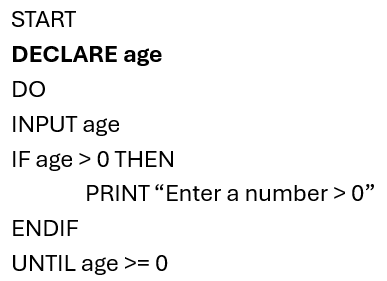 START
DECLARE age
DO
INPUT age
IF age > 0 THEN
PRINT “Enter a number > 0”
ENDIF
UNTIL age >= 0